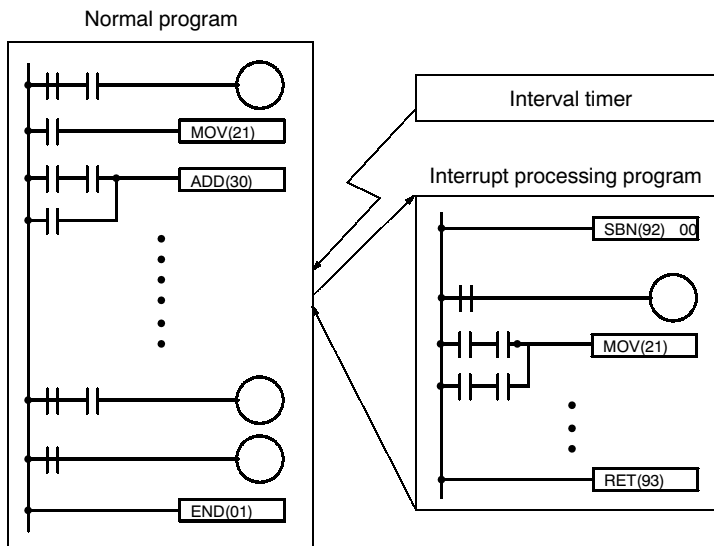 Normal program
MOV(21)
ADD(30)
END(01)
Interval timer
Interrupt processing program
SBN(92) 00
MOV(21)
RET(93)